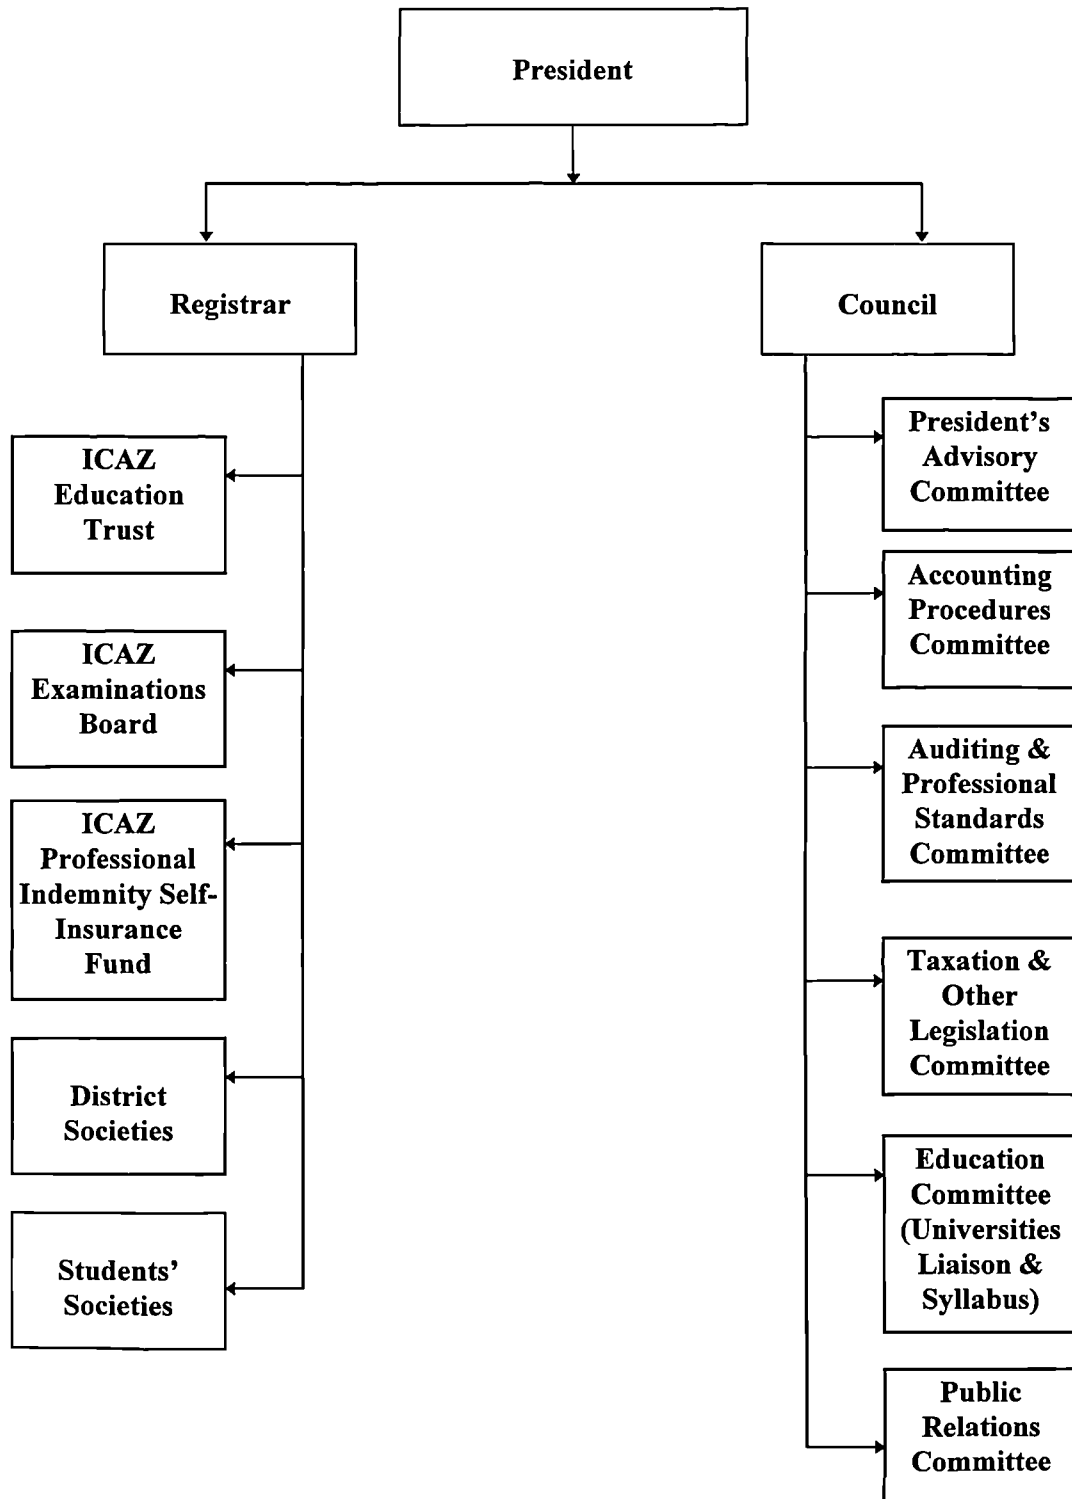 President
Registrar
Council
ICAZ
Education
Trust
ICAZ
Examinations
Board
ICAZ
Professional
Indemnity Self-
Insurance
Fund
District
Societies
Students’
Societies
President’s
Advisory
Committee
Accounting
Procedures
Committee
Auditing &
Professional
Standards
Committee
Taxation &
Other
Legislation
Committee
Education
Committee
(Universities
Liaison &
Syllabus)
Public
Relations
Committee